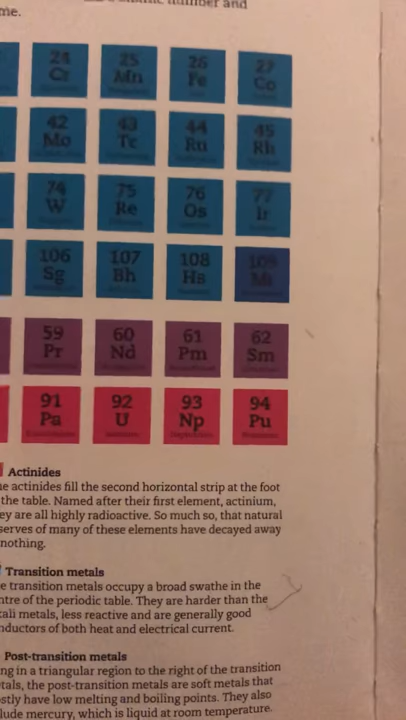 number and
me.
24 25 26 27
Cr Mn Fe Co
42 43 44 45
Mo Tc Ru Rh
74 75 76 77
W Re Os Ir
106 107 108 109
Sg Bh Hs Mt
59 60 61 62
Pr Nd Pm Sm
91 92 93 94
Pa U Np Pu
Actinides
e actinides fill the second horizontal strip at the foot
the table. Named after their first element, actinium,
ey are all highly radioactive. So much so, that natural
serves of many of these elements have decayed away
nothing.
Transition metals
e transition metals occupy a broad swathe in the
ntre of the periodic table. They are harder than the
ali metals, less reactive and are generally good
nductors of both heat and electrical current.
Post-transition metals
ng in a triangular region to the right of the transition
tals, the post-transition metals are soft metals that
stly have low melting and boiling points. They also
lude mercury, which is liquid at room temperature.